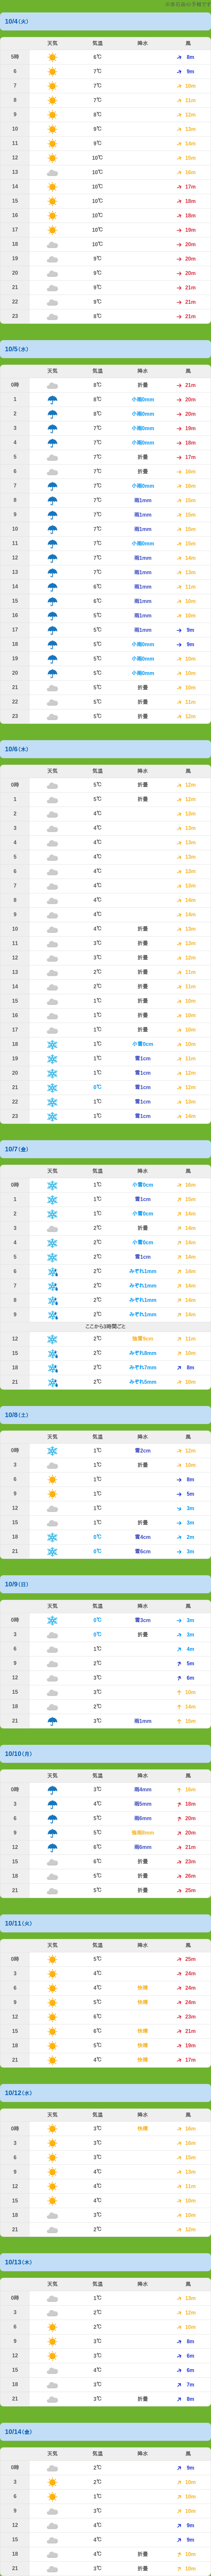 10/4(火)
天気 気温 降水 風
5時 6℃ 8m
6 7℃ 9m
7 7℃ 10m
8 7℃ 11m
9 8℃ 12m
10 9℃ 13m
11 9℃ 14m
12 10℃ 15m
13 10℃ 16m
14 10℃ 17m
15 10℃ 18m
16 10℃ 18m
17 10℃ 19m
18 10℃ 20m
19 9℃ 20m
20 9℃ 20m
21 9℃ 21m
22 9℃ 21m
23 8℃ 21m
10/5(水)
天気 気温 降水 風
0時 8℃ 折畳 21m
1 8℃ 小雨0mm 20m
2 8℃ 小雨0mm 20m
3 7℃ 小雨0mm 19m
4 7℃ 小雨0mm 18m
5 7℃ 折畳 17m
6 7℃ 折畳 16m
7 7℃ 小雨0mm 16m
8 7℃ 雨1mm 15m
9 7℃ 雨1mm 15m
10 7℃ 雨1mm 16m
11 7℃ 小雨0mm 15m
12 7℃ 雨1mm 14m
13 7℃ 雨1mm 13m
14 6℃ 雨1mm 11m
15 6℃ 雨1mm 10m
16 5℃ 雨1mm 10m
17 5℃ 雨1mm 9m
18 5℃ 小雨0mm 9m
19 5℃ 小雨0mm 10m
20 5℃ 小雨0mm 10m
21 5℃ 折畳 10m
22 5℃ 折畳 11m
23 5℃ 折畳 12m
10/6(木)
天気 気温 降水 風
0時 5℃ 折畳 12m
1 5℃ 折畳 12m
2 4℃ 13m
3 4℃ 13m
4 4℃ 13m
5 4℃ 13m
6 4℃ 13m
7 4℃ 13m
8 4℃ 14m
9 4℃ 14m
10 4℃ 折畳 13m
11 3℃ 折畳 13m
12 3℃ 折畳 12m
13 2℃ 折畳 11m
14 2℃ 折畳 11m
15 1℃ 折畳 10m
16 1℃ 折畳 10m
17 1℃ 折畳 10m
18 1℃ 小雪0cm 10m
19 1℃ 雪1cm 11m
20 1℃ 雪1cm 12m
21 0℃ 雪1cm 12m
22 1℃ 雪1cm 13m
23 1℃ 雪1cm 14m
10/7(金)
天気 気温 降水 風
0時 1℃ 小雪0cm 16m
1 1℃ 雪1cm 15m
2 1℃ 小雪0cm 14m
3 2℃ 折畳 14m
4 2℃ 小雪0cm 14m
5 2℃ 雪1cm 14m
6 2℃ みぞれ1mm 14m
7 2℃ みぞれ1mm 14m
8 2℃ みぞれ1mm 14m
9 2℃ みぞれ1mm 14m
ここから3時間ごと
12 2℃ 強雪9cm 11m
15 2℃ みぞれ8mm 10m
18 2℃ みぞれ7mm 8m
21 2℃ みぞれ5mm 10m
10/8(土)
天気 気温 降水 風
0時 1℃ 雪2cm 12m
3 1℃ 折畳 10m
6 1℃ 8m
9 1℃ 5m
12 1℃ 3m
15 1℃ 折畳 3m
18 0℃ 雪4cm 2m
21 0℃ 雪6cm 3m
10/9(日)
天気 気温 降水 風
0時 0℃ 雪3cm 3m
3 0℃ 折畳 3m
6 1℃ 4m
9 2℃ 5m
12 3℃ 6m
15 3℃ 10m
18 2℃ 14m
21 3℃ 雨1mm 15m
10/10(月)
天気 気温 降水 風
0時 3℃ 雨4mm 16m
3 4℃ 雨5mm 18m
6 5℃ 雨6mm 20m
9 5℃ 強雨8mm 20m
12 6℃ 雨6mm 21m
15 6℃ 折畳 23m
18 5℃ 折畳 26m
21 5℃ 折畳 25m
10/11(火)
天気 気温 降水 風
0時 5℃ 25m
3 4℃ 24m
6 4℃ 快晴 24m
9 5℃ 快晴 24m
12 6℃ 23m
15 6℃ 快晴 21m
18 5℃ 快晴 19m
21 4℃ 快晴 17m
10/12(水)
天気 気温 降水 風
0時 3℃ 快晴 16m
3 3℃ 15m
6 3℃ 15m
9 4℃ 13m
12 4℃ 11m
15 4℃ 10m
18 3℃ 10m
21 2℃ 12m
10/13(木)
天気 気温 降水 風
0時 1℃ 13m
3 2℃ 12m
6 2℃ 10m
9 3℃ 8m
12 3℃ 6m
15 4℃ 6m
18 3℃ 7m
21 3℃ 折畳 8m
10/14(金)
天気 気温 降水 風
0時 2℃ 9m
3 2℃ 10m
6 1℃ 10m
9 3℃ 10m
12 4℃ 9m
15 4℃ 9m
18 4℃ 折畳 10m
21 3℃ 折畳 10m